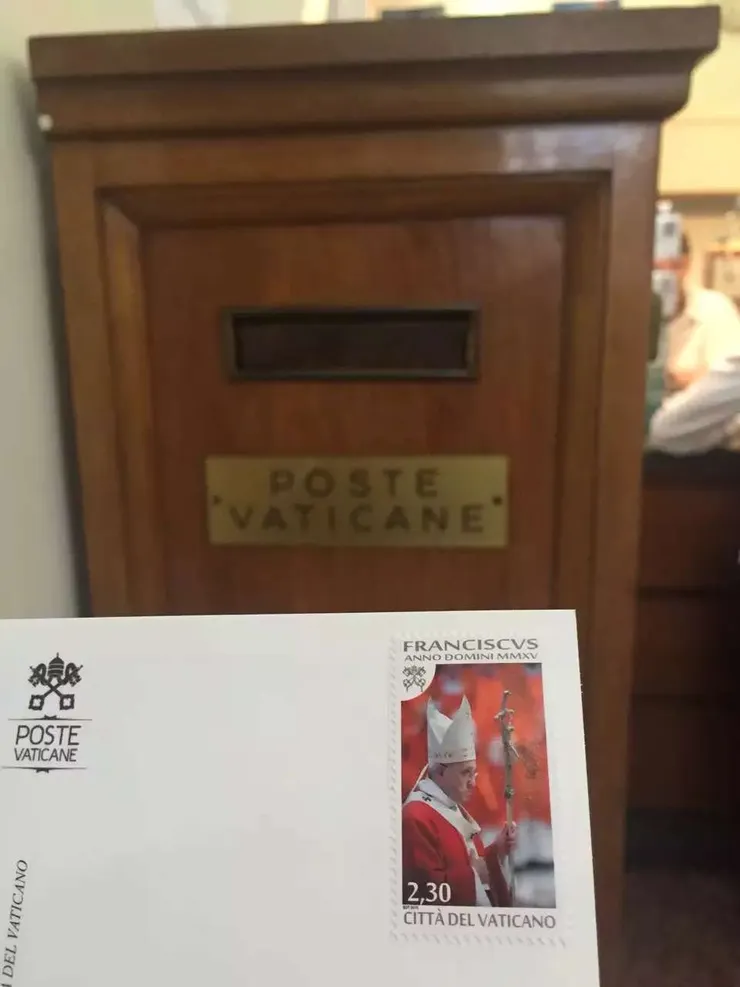 POSTE
VATICANE
POSTE
VATICANE
FRANCISCVS
ANNO DOMINI MMXV
2,30
CITTÀ DEL VATICANO
DEL VATICANO